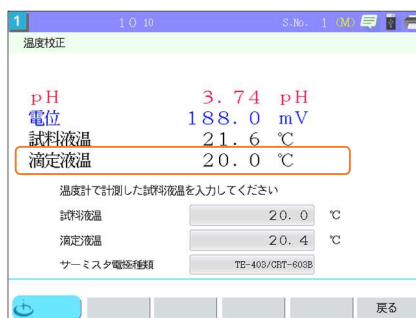 1 10 10 S.No. 1 (M)
温度校正
pH 3.74 pH
電位 188.0 mV
試料液温 21.6 ℃
滴定液温 20.0 ℃
温度計で計測した試料液温を入力してください
試料液温 20.0 ℃
滴定液温 20.4 ℃
サーミスタ電極種類 TE-403/CRT-603B
戻る